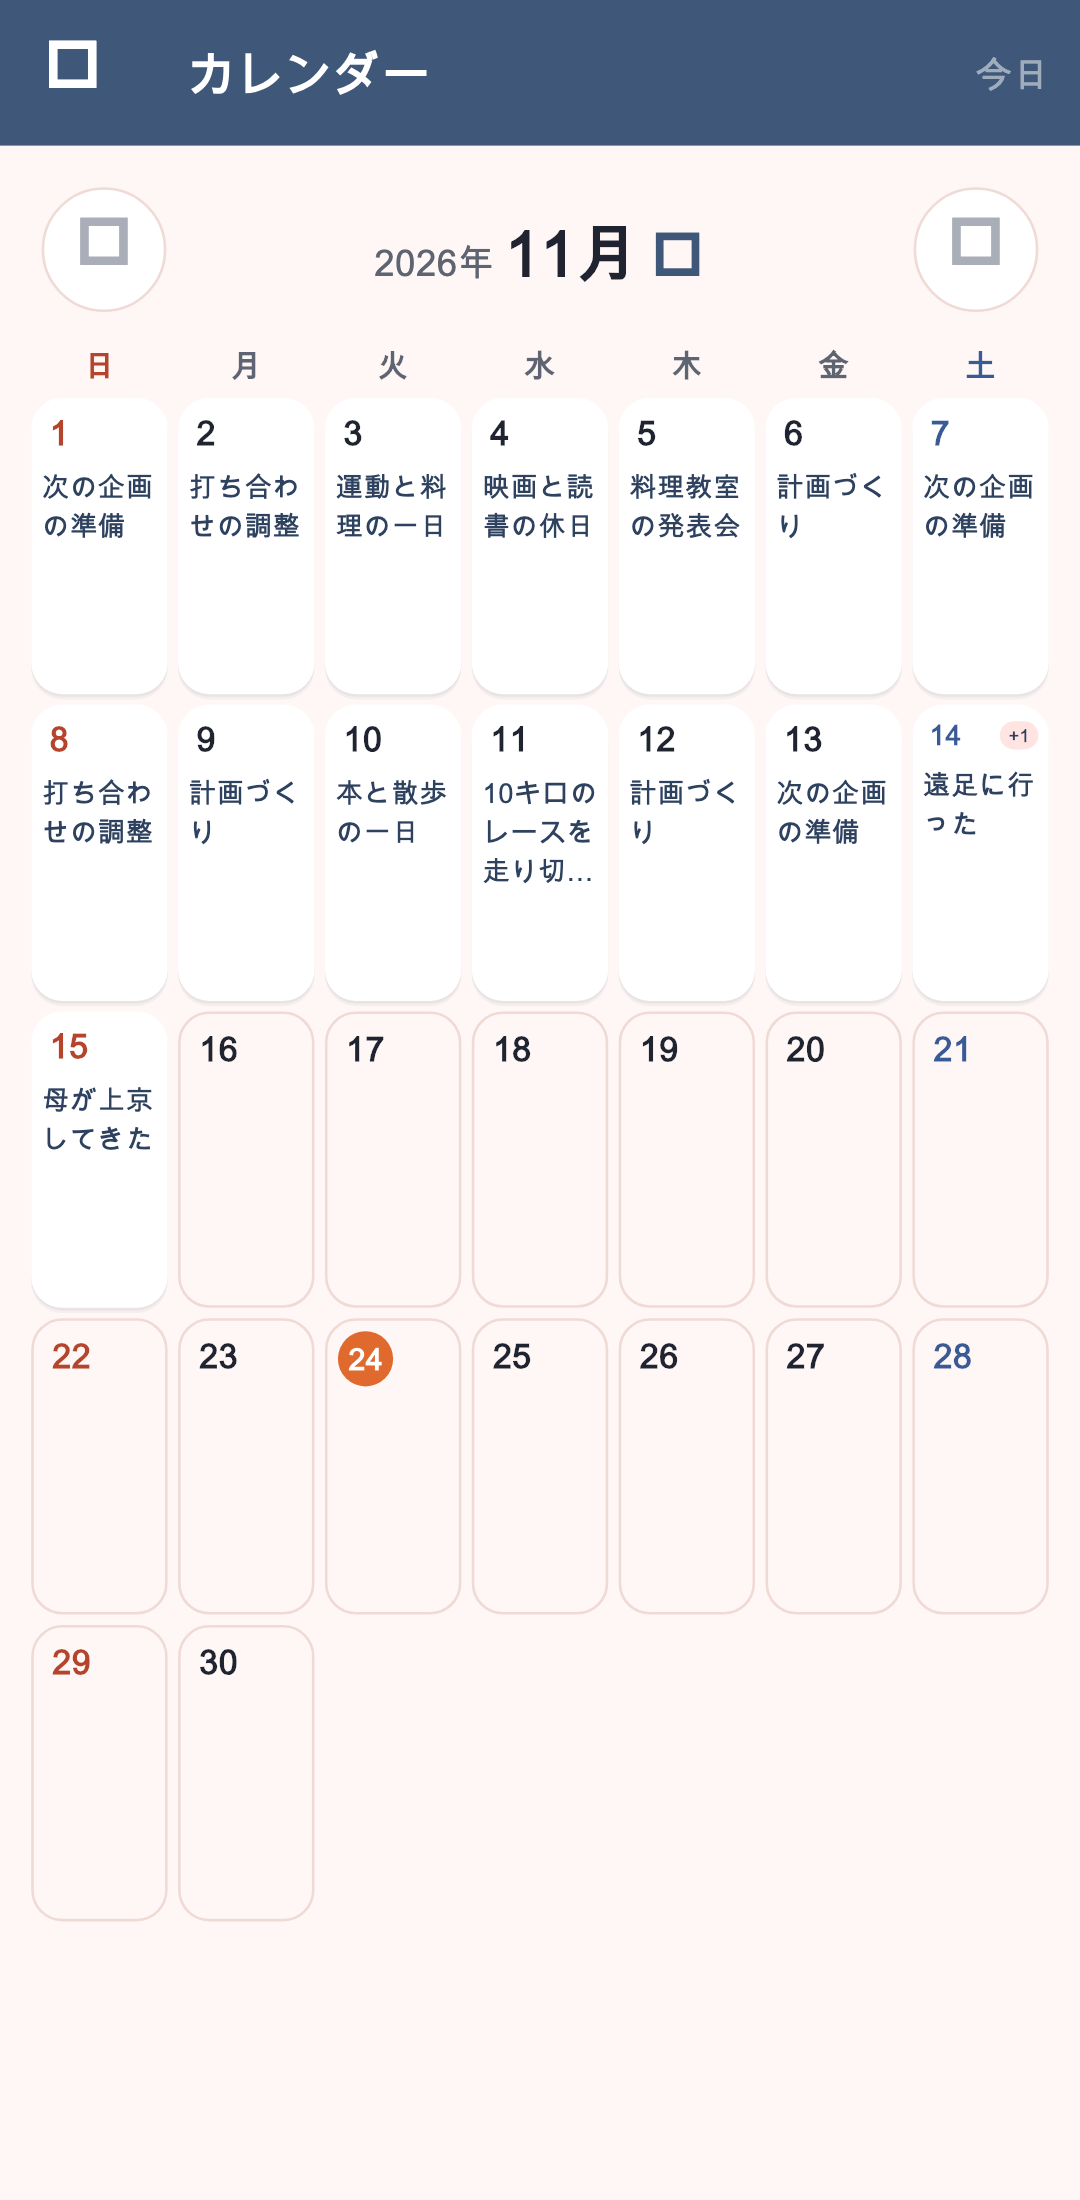 カレンダー
今日
2026年 11月
日 月 火 水 木 金 土
1
次の企画
の準備
2
打ち合わ
せの調整
3
運動と料
理の一日
4
映画と読
書の休日
5
料理教室
の発表会
6
計画づく
り
7
次の企画
の準備
8
打ち合わ
せの調整
9
計画づく
り
10
本と散歩
の一日
11
10キロの
レースを
走り切…
12
計画づく
り
13
次の企画
の準備
14 +1
遠足に行
った
15
母が上京
してきた
16
17
18
19
20
21
22
23
24
25
26
27
28
29
30